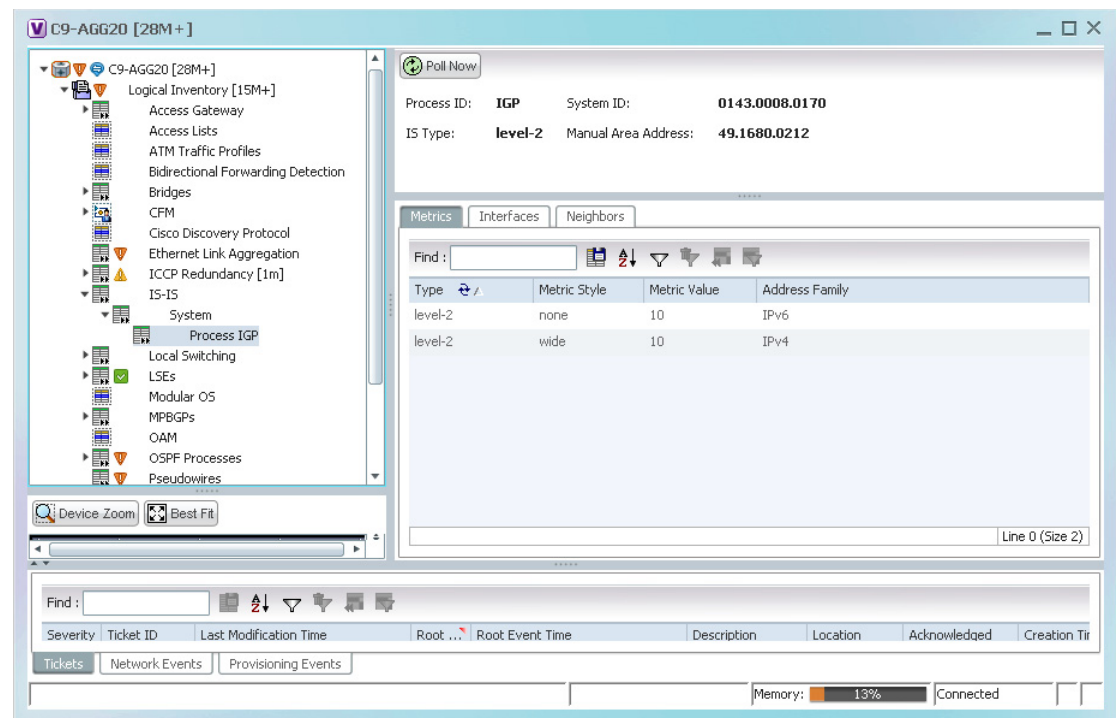 C9-AGG20 [28M+]
C9-AGG20 [28M+]
Logical Inventory [15M+]
Access Gateway
Access Lists
ATM Traffic Profiles
Bidirectional Forwarding Detection
Bridges
CFM
Cisco Discovery Protocol
Ethernet Link Aggregation
ICCP Redundancy [1m]
IS-IS
System
Process IGP
Local Switching
LSEs
Modular OS
MPBGPs
OAM
OSPF Processes
Pseudowires
Device Zoom Best Fit
Poll Now
Process ID: IGP System ID: 0143.0008.0170
IS Type: level-2 Manual Area Address: 49.1680.0212
Metrics Interfaces Neighbors
Find :
Type Metric Style Metric Value Address Family
level-2 none 10 IPv6
level-2 wide 10 IPv4
Line 0 (Size 2)
Find :
Severity Ticket ID Last Modification Time Root ... Root Event Time Description Location Acknowledged Creation Tir
Tickets Network Events Provisioning Events
Memory: 13% Connected